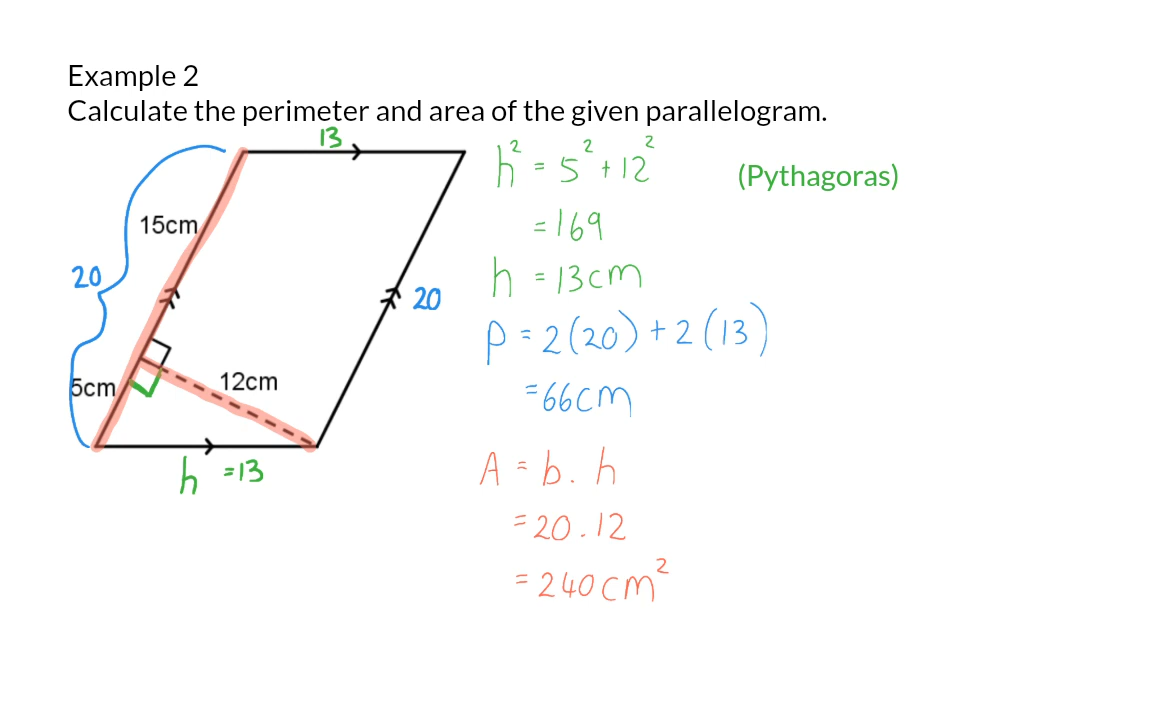 Example 2
Calculate the perimeter and area of the given parallelogram.
13
15cm
20
20
5cm
12cm
h =13
h² = 5² + 12²
(Pythagoras)
= 169
h = 13cm
P = 2(20) + 2(13)
= 66cm
A = b . h
= 20 . 12
= 240cm²